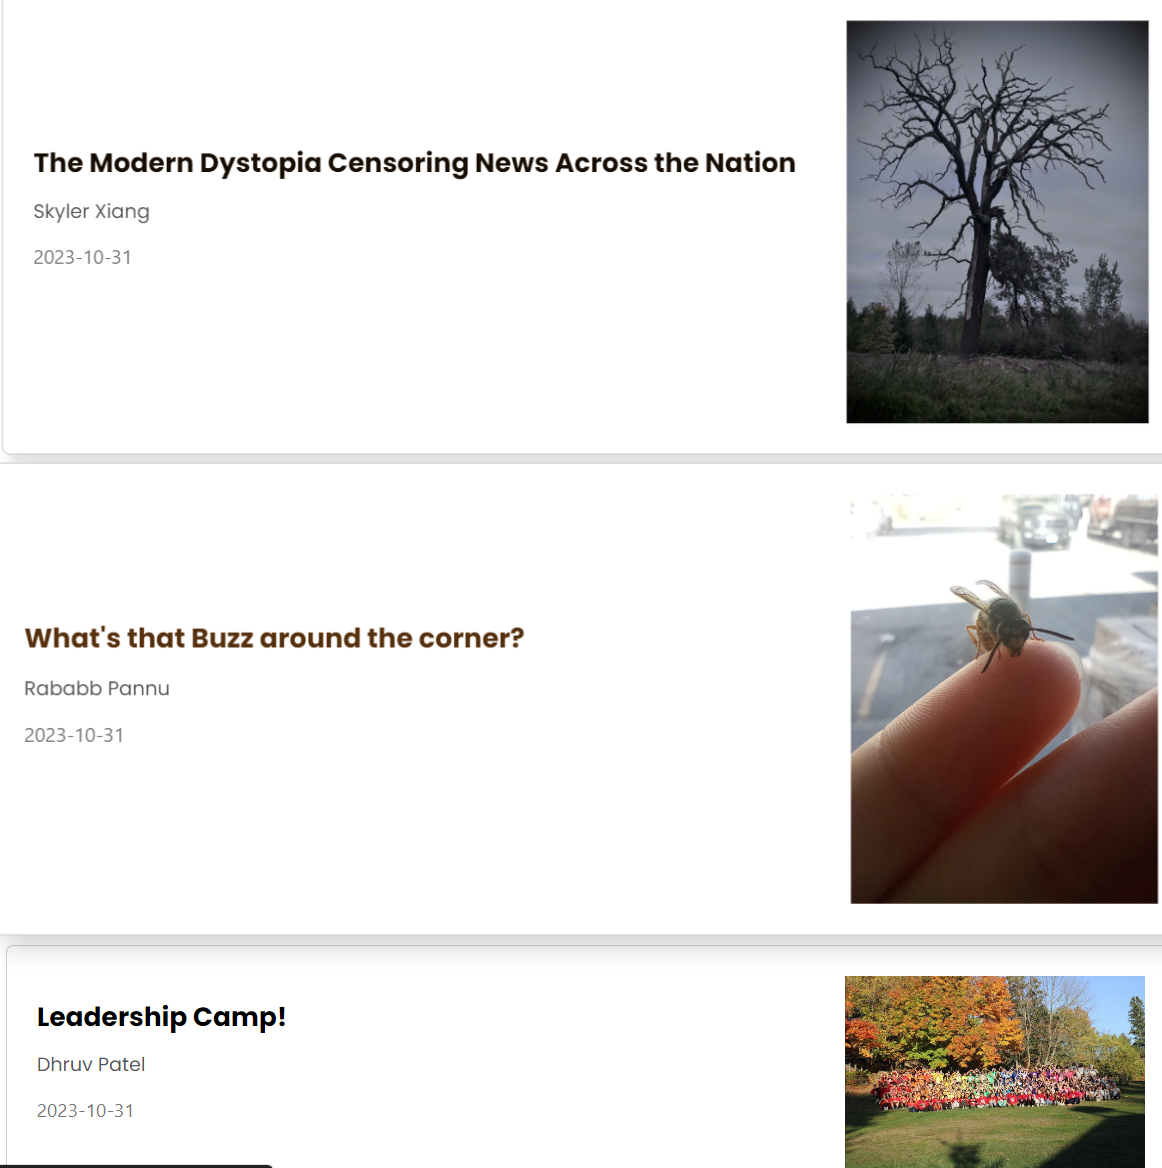 The Modern Dystopia Censoring News Across the Nation
Skyler Xiang
2023-10-31
What's that Buzz around the corner?
Rababb Pannu
2023-10-31
Leadership Camp!
Dhruv Patel
2023-10-31